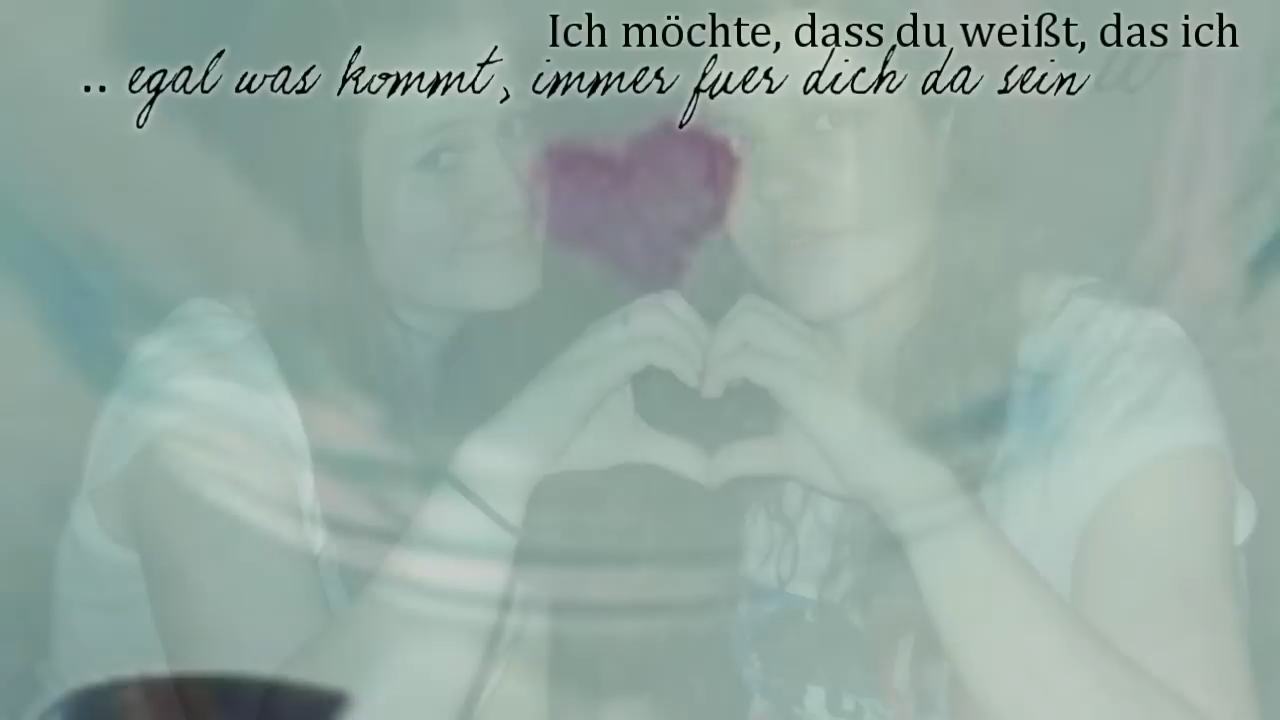 Ich möchte, dass du weißt, das ich
.. egal was kommt, immer fuer dich da sein